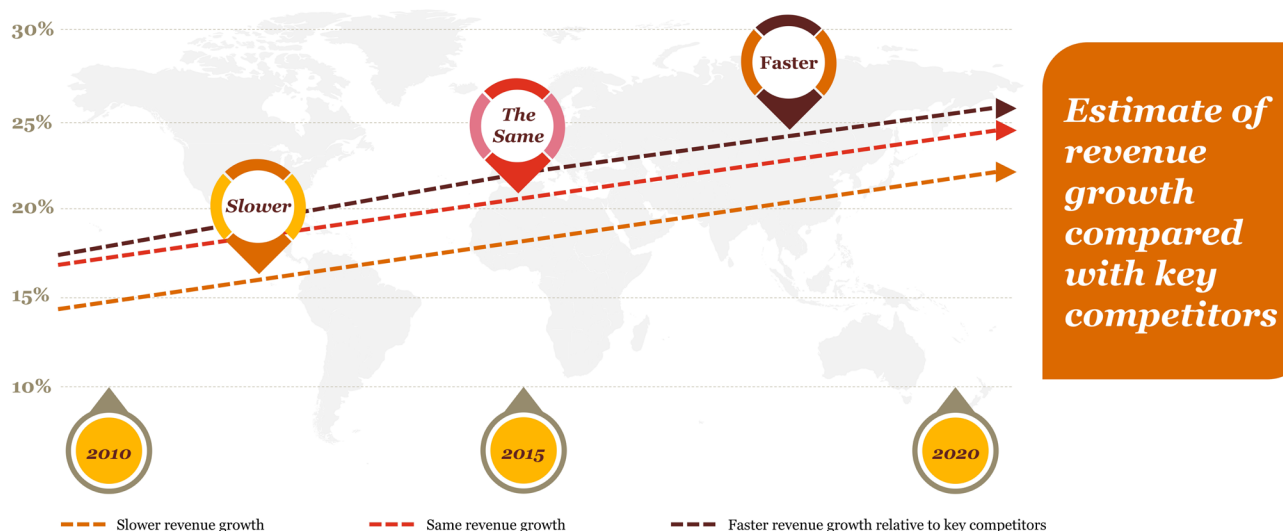 30%
25%
20%
15%
10%
Slower
The
Same
Faster
Estimate of
revenue
growth
compared
with key
competitors
2010
2015
2020
Slower revenue growth
Same revenue growth
Faster revenue growth relative to key competitors